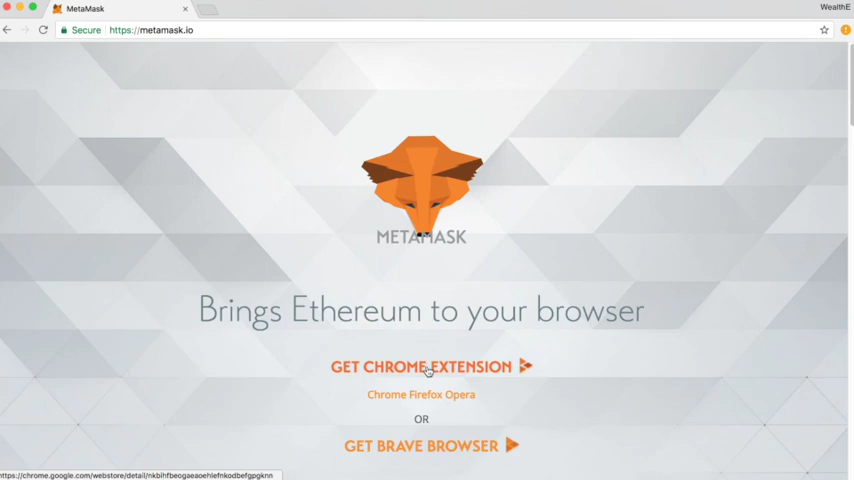 MetaMask
WealthE
Secure
https://metamask.io
METAMASK
Brings Ethereum to your browser
GET CHROME EXTENSION
Chrome Firefox Opera
OR
GET BRAVE BROWSER
https://chrome.google.com/webstore/detail/nkbihfbeogaeaoehlefnkodbefgpgknn